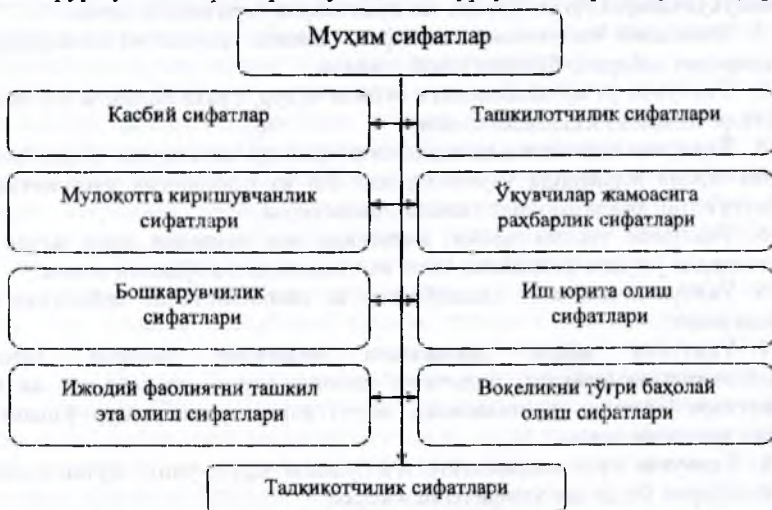 Муҳим сифатлар
Касбий сифатлар
Ташкилотчилик сифатлари
Мулоқотга киришувчанлик
сифатлари
Ўқувчилар жамоасига
раҳбарлик сифатлари
Бошкарувчилик
сифатлари
Иш юрита олиш
сифатлари
Ижодий фаолиятни ташкил
эта олиш сифатлари
Воқеликни тўғри баҳолай
олиш сифатлари
Тадқиқотчилик сифатлари